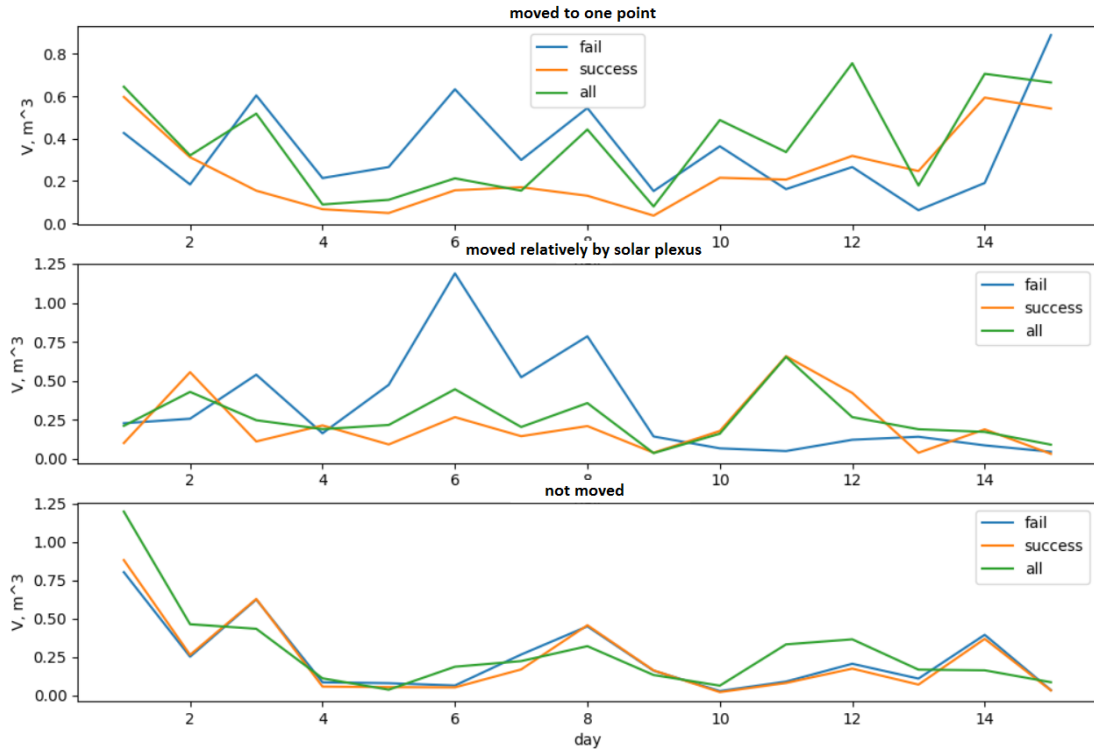 moved to one point
0.8
0.6
0.4
0.2
0.0
V, m^3
fail
success
all
2 4 6 8 10 12 14
moved relatively by solar plexus
1.25
1.00
0.75
0.50
0.25
0.00
V, m^3
fail
success
all
2 4 6 8 10 12 14
not moved
1.25
1.00
0.75
0.50
0.25
0.00
V, m^3
fail
success
all
2 4 6 8 10 12 14
day